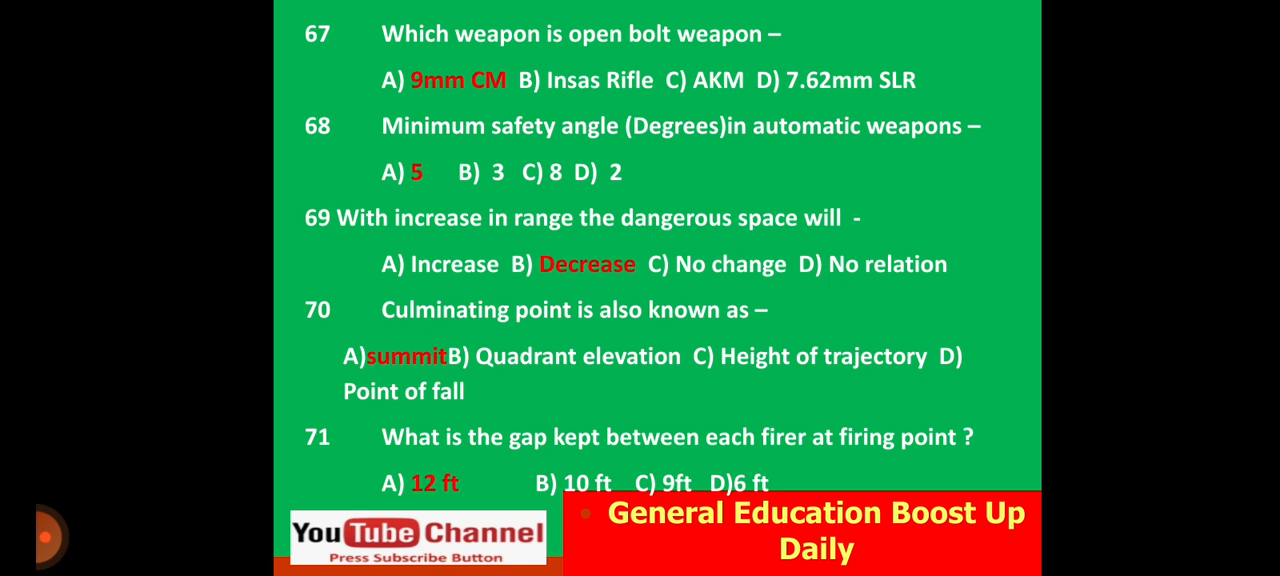 67 Which weapon is open bolt weapon –
A) 9mm CM B) Insas Rifle C) AKM D) 7.62mm SLR
68 Minimum safety angle (Degrees)in automatic weapons –
A) 5 B) 3 C) 8 D) 2
69 With increase in range the dangerous space will -
A) Increase B) Decrease C) No change D) No relation
70 Culminating point is also known as –
A)summitB) Quadrant elevation C) Height of trajectory D)
Point of fall
71 What is the gap kept between each firer at firing point ?
A) 12 ft B) 10 ft C) 9ft D)6 ft
YouTube Channel
Press Subscribe Button
• General Education Boost Up
Daily